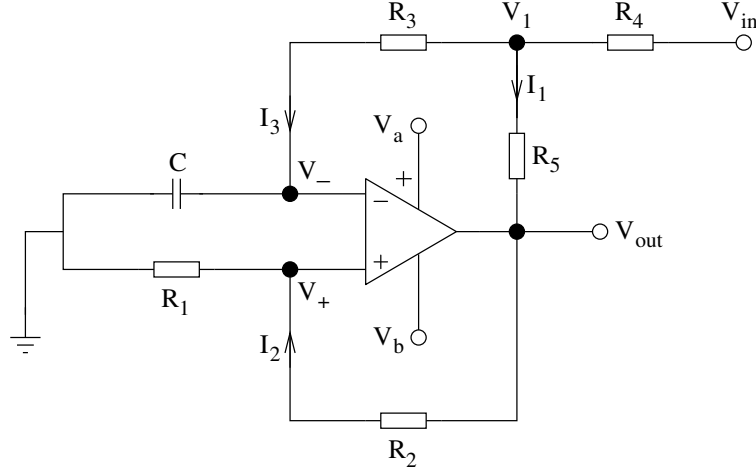 R3 V1 R4 Vin
I1
I3 Va
C V− + R5
−
Vout
+
R1 V+
I2 Vb
R2